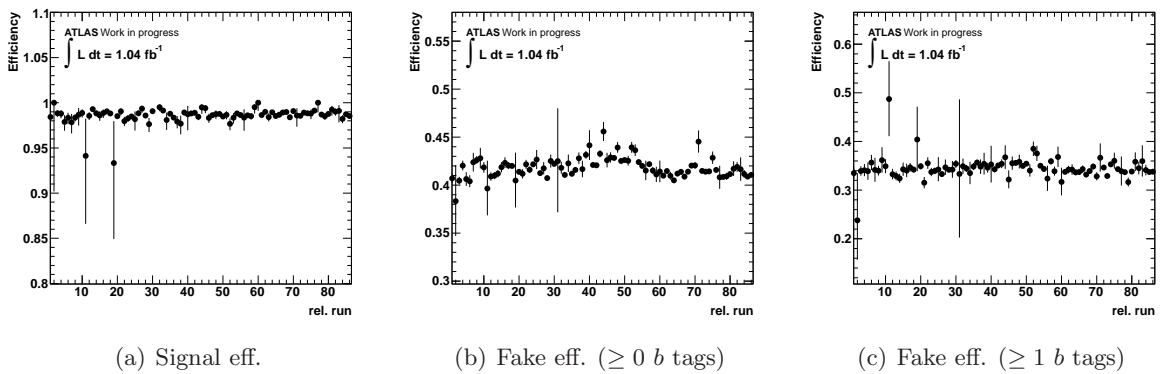 Efficiency
1.1
1.05
1
0.95
0.9
0.85
0.8
ATLAS Work in progress
∫ L dt = 1.04 fb⁻¹
10 20 30 40 50 60 70 80
rel. run
(a) Signal eff.
Efficiency
0.55
0.5
0.45
0.4
0.35
0.3
ATLAS Work in progress
∫ L dt = 1.04 fb⁻¹
10 20 30 40 50 60 70 80
rel. run
(b) Fake eff. (≥ 0 b tags)
Efficiency
0.6
0.5
0.4
0.3
0.2
ATLAS Work in progress
∫ L dt = 1.04 fb⁻¹
10 20 30 40 50 60 70 80
rel. run
(c) Fake eff. (≥ 1 b tags)